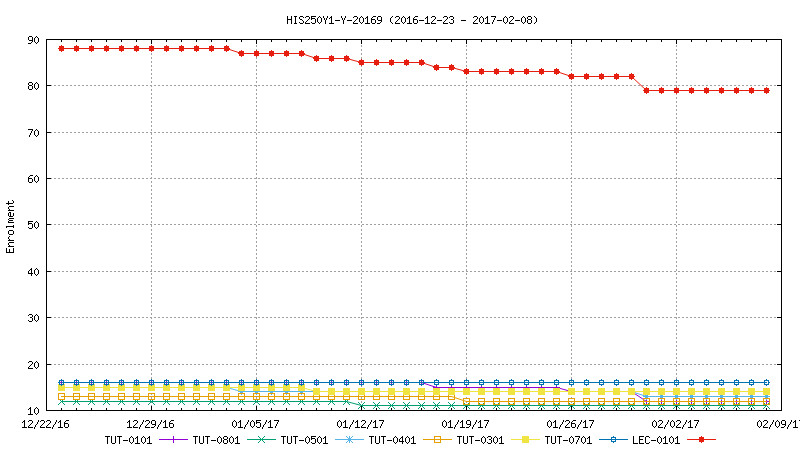 HIS250Y1-Y-20169 (2016-12-23 - 2017-02-08)
90
80
70
60
50
40
30
20
10
Enrolment
12/22/16 12/29/16 01/05/17 01/12/17 01/19/17 01/26/17 02/02/17 02/09/1
TUT-0101 TUT-0801 TUT-0501 TUT-0401 TUT-0301 TUT-0701 LEC-0101